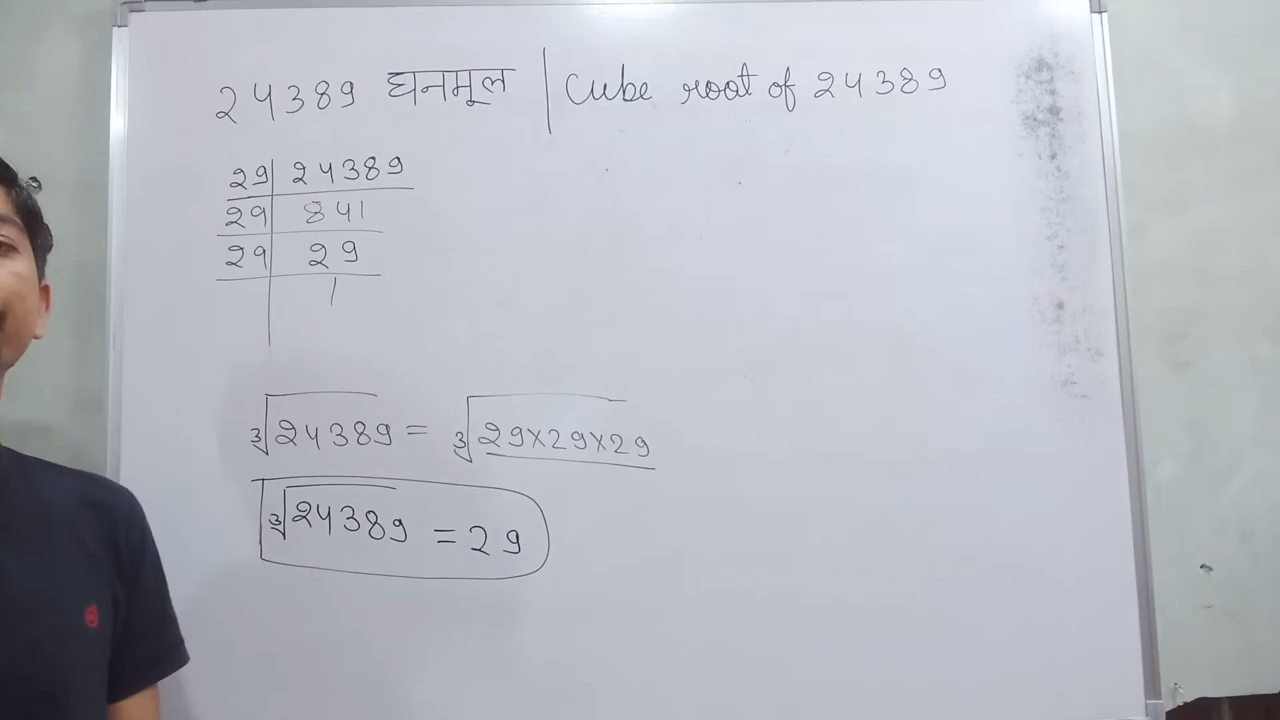 24389 घनमूल | Cube root of 24389
29| 24389
29| 841
29| 29
| 1
∛24389 = ∛29×29×29
∛24389 = 29